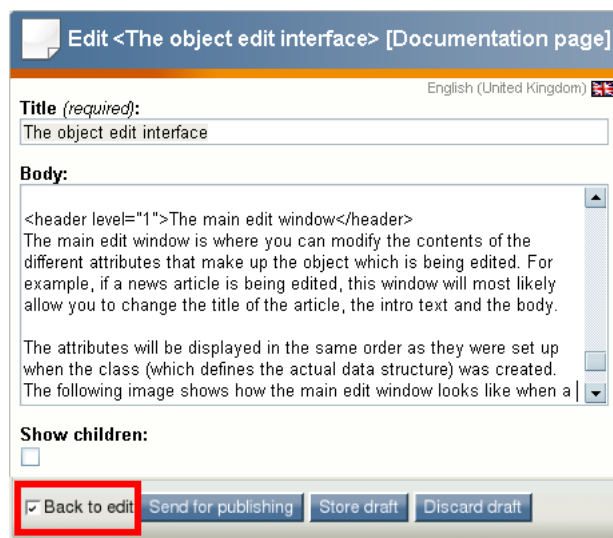 Edit <The object edit interface> [Documentation page]
English (United Kingdom)
Title (required):
The object edit interface
Body:
<header level="1">The main edit window</header>
The main edit window is where you can modify the contents of the
different attributes that make up the object which is being edited. For
example, if a news article is being edited, this window will most likely
allow you to change the title of the article, the intro text and the body.
The attributes will be displayed in the same order as they were set up
when the class (which defines the actual data structure) was created.
The following image shows how the main edit window looks like when a
Show children:
Back to edit Send for publishing Store draft Discard draft